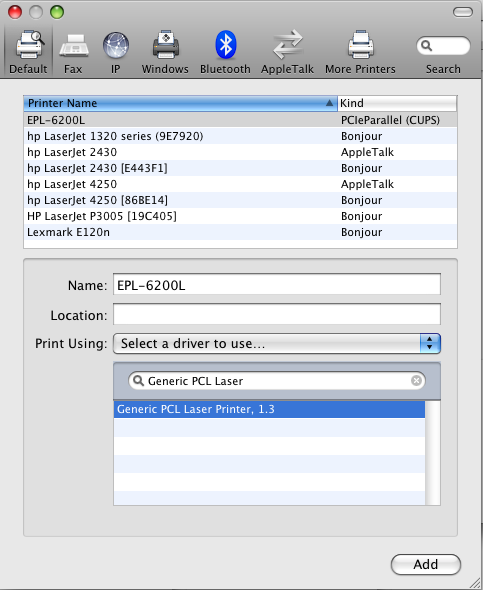 Default Fax IP Windows Bluetooth AppleTalk More Printers Search
Printer Name Kind
EPL-6200L PCIeParallel (CUPS)
hp LaserJet 1320 series (9E7920) Bonjour
hp LaserJet 2430 AppleTalk
hp LaserJet 2430 [E443F1] Bonjour
hp LaserJet 4250 AppleTalk
hp LaserJet 4250 [86BE14] Bonjour
HP LaserJet P3005 [19C405] Bonjour
Lexmark E120n Bonjour
Name: EPL-6200L
Location:
Print Using: Select a driver to use...
Generic PCL Laser
Generic PCL Laser Printer, 1.3
Add